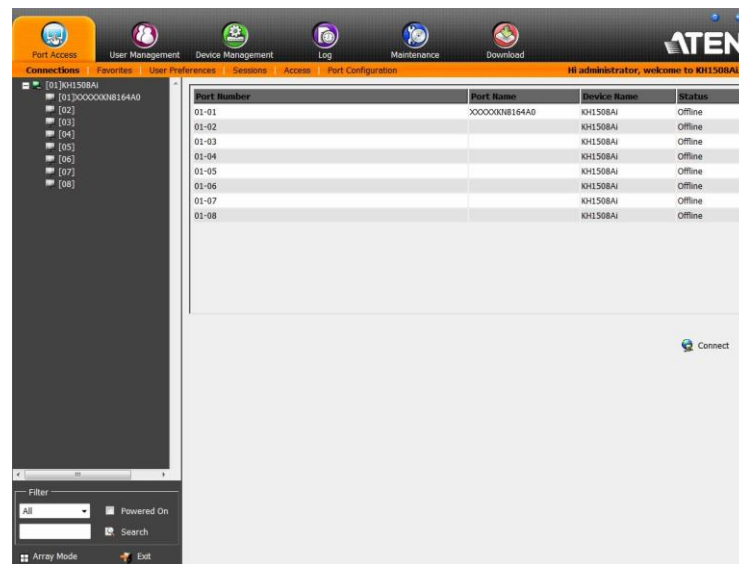 Port Access User Management Device Management Log Maintenance Download
ATEN
Connections Favorites User Preferences Sessions Access Port Configuration Hi administrator, welcome to KH1508Ai
[01]KH1508Ai
[01]XXXXXKN8164A0
[02]
[03]
[04]
[05]
[06]
[07]
[08]
Port Number Port Name Device Name Status
01-01 XXXXXKN8164A0 KH1508Ai Offline
01-02 KH1508Ai Offline
01-03 KH1508Ai Offline
01-04 KH1508Ai Offline
01-05 KH1508Ai Offline
01-06 KH1508Ai Offline
01-07 KH1508Ai Offline
01-08 KH1508Ai Offline
Connect
Filter
All Powered On
Search
Array Mode Exit